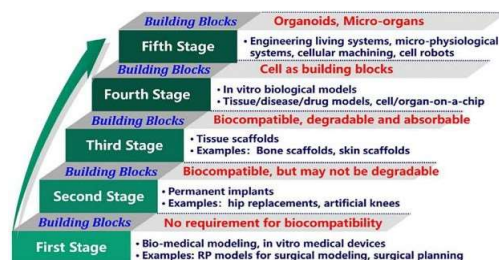 Building Blocks Organoids, Micro-organs
Fifth Stage
• Engineering living systems, micro-physiological
systems, cellular machining, cell robots
Building Blocks Cell as building blocks
Fourth Stage
• In vitro biological models
• Tissue/disease/drug models, cell/organ-on-a-chip
Building Blocks Biocompatible, degradable and absorbable
Third Stage
• Tissue scaffolds
• Examples: Bone scaffolds, skin scaffolds
Building Blocks Biocompatible, but may not be degradable
Second Stage
• Permanent implants
• Examples: hip replacements, artificial knees
Building Blocks No requirement for biocompatibility
First Stage
• Bio-medical modeling, in vitro medical devices
• Examples: RP models for surgical modeling, surgical planning